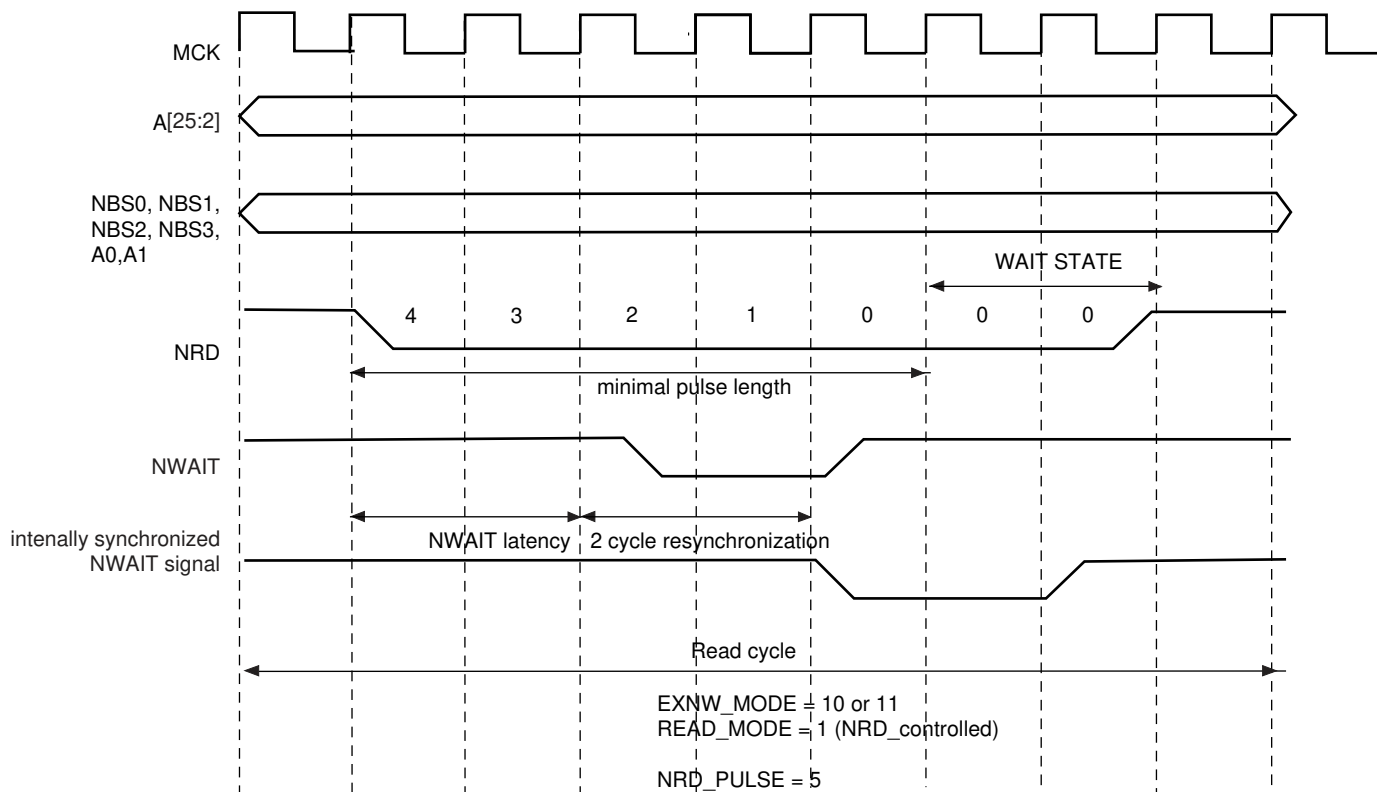 MCK
A[25:2]
NBS0, NBS1,
NBS2, NBS3,
A0,A1
WAIT STATE
4 3 2 1 0 0 0
NRD
minimal pulse length
NWAIT
intenally synchronized
NWAIT signal
NWAIT latency 2 cycle resynchronization
Read cycle
EXNW_MODE = 10 or 11
READ_MODE = 1 (NRD_controlled)
NRD_PULSE = 5